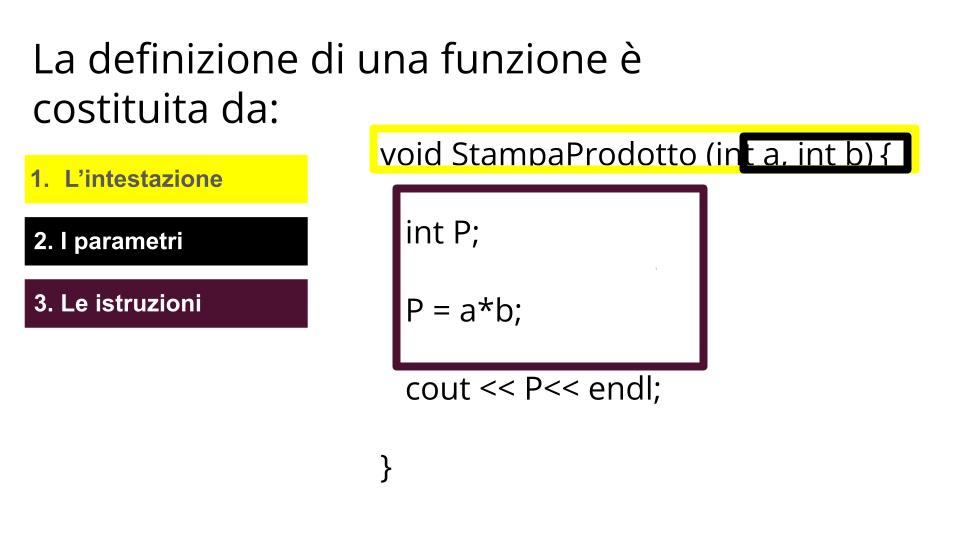 La definizione di una funzione è
costituita da:
void StampaProdotto (int a, int b) {
1. L’intestazione
int P;
2. I parametri
3. Le istruzioni
P = a*b;
cout << P<< endl;
}